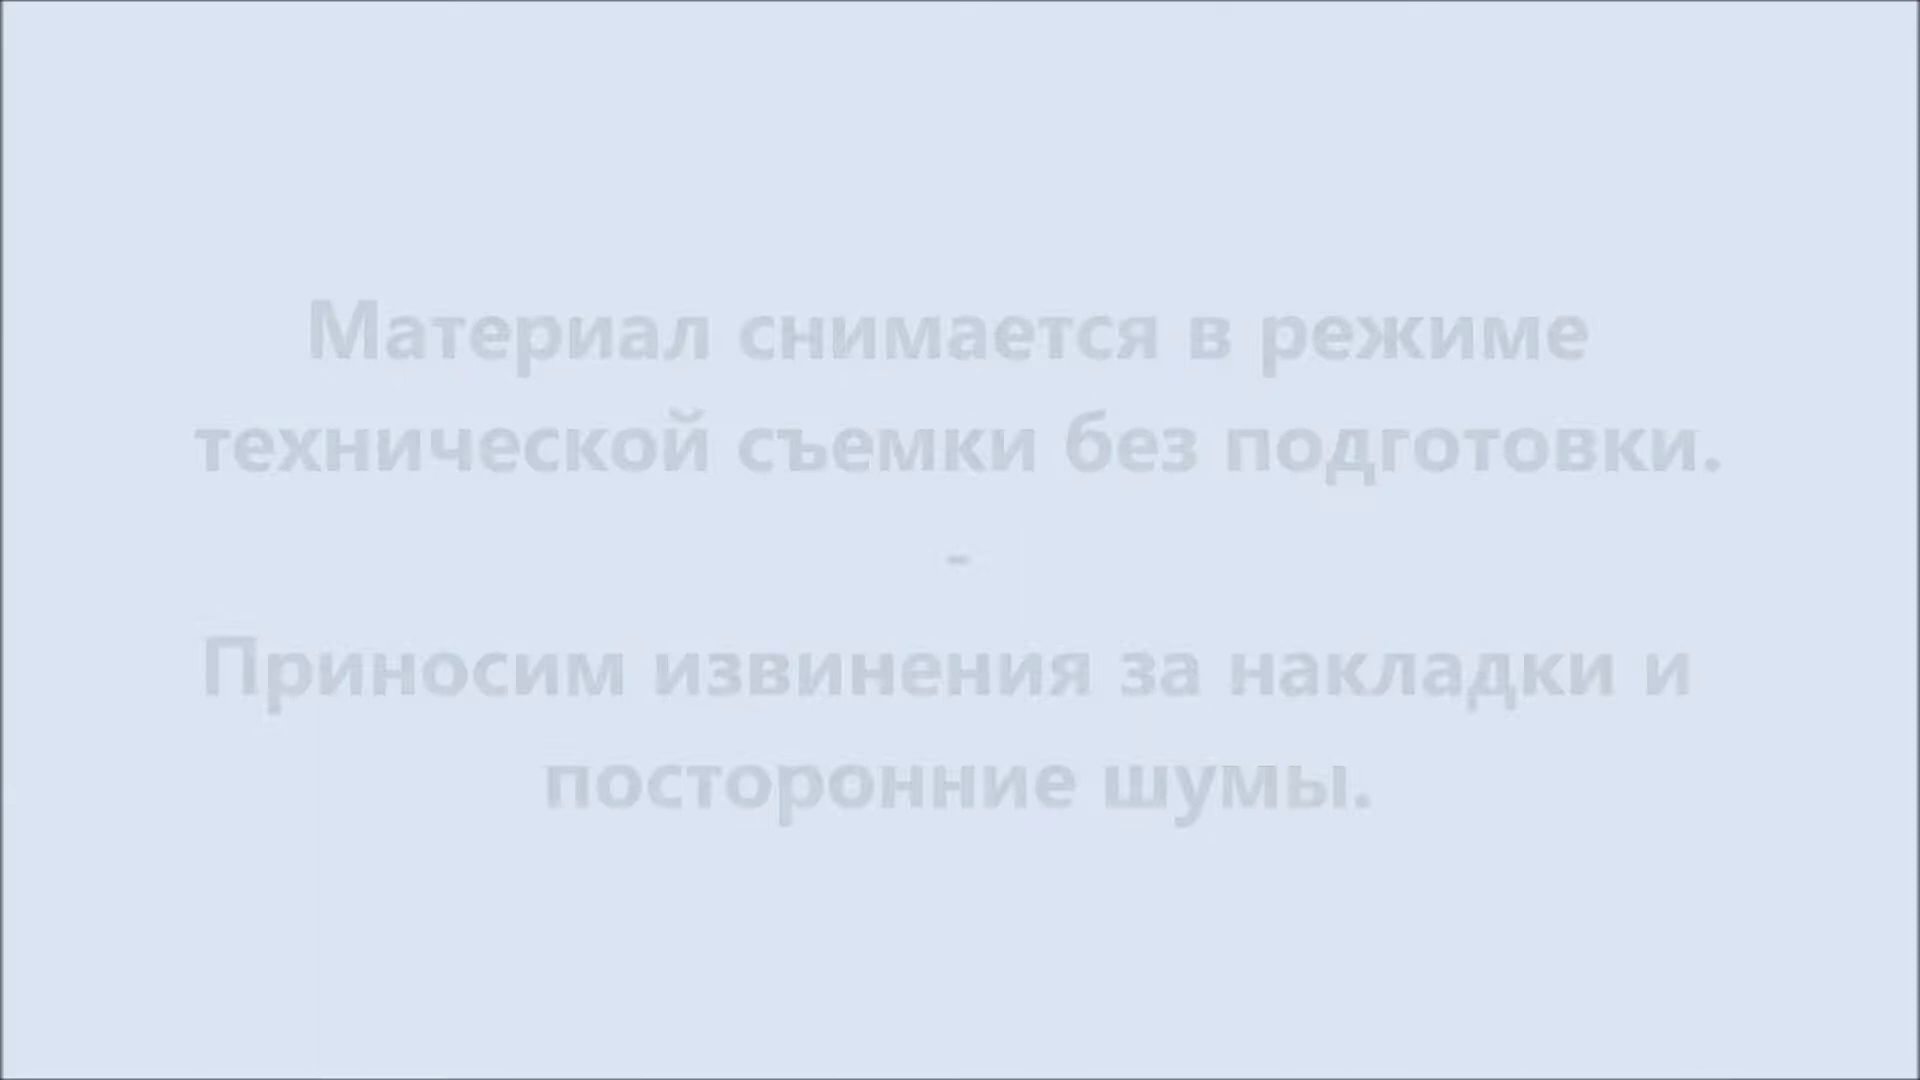 Материал снимается в режиме
технической съемки без подготовки.
-
Приносим извинения за накладки и
посторонние шумы.